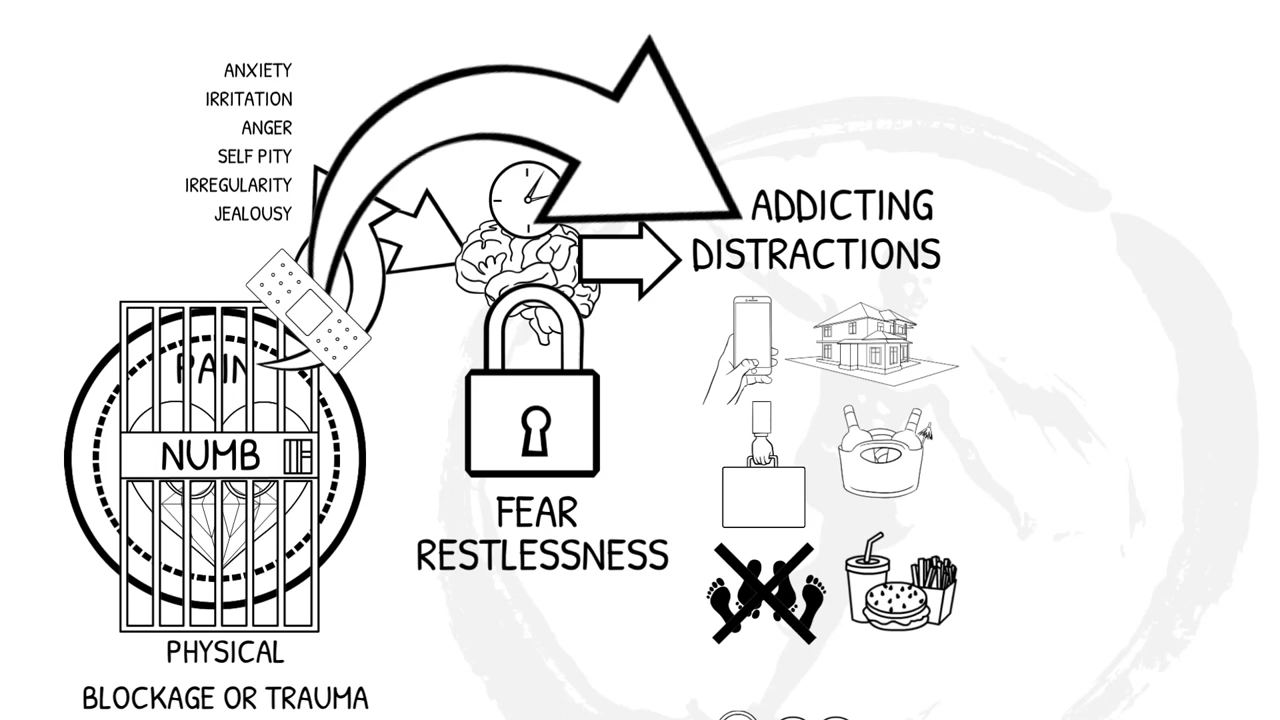 ANXIETY
IRRITATION
ANGER
SELF PITY
IRREGULARITY
JEALOUSY
ADDICTING
DISTRACTIONS
PAIN
NUMB
FEAR
RESTLESSNESS
PHYSICAL
BLOCKAGE OR TRAUMA